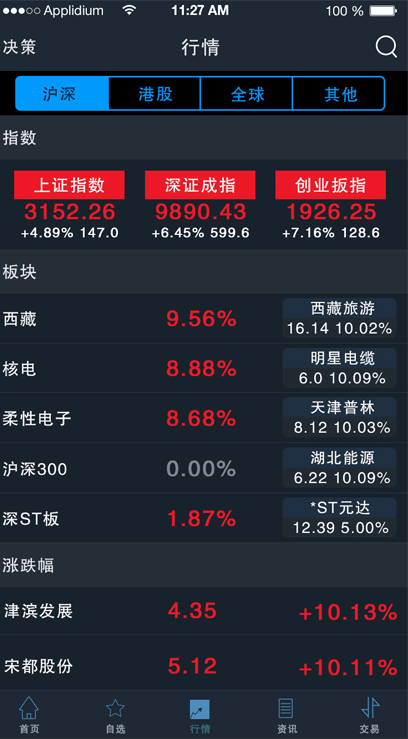 Applidium 11:27 AM 100 %
决策 行情
沪深 港股 全球 其他
指数
上证指数 深证成指 创业扳指
3152.26 9890.43 1926.25
+4.89% 147.0 +6.45% 599.6 +7.16% 128.6
板块
西藏 9.56% 西藏旅游
16.14 10.02%
核电 8.88% 明星电缆
6.0 10.09%
柔性电子 8.68% 天津普林
8.12 10.03%
沪深300 0.00% 湖北能源
6.22 10.09%
深ST板 1.87% *ST元达
12.39 5.00%
涨跌幅
津滨发展 4.35 +10.13%
宋都股份 5.12 +10.11%
首页 自选 行情 资讯 交易